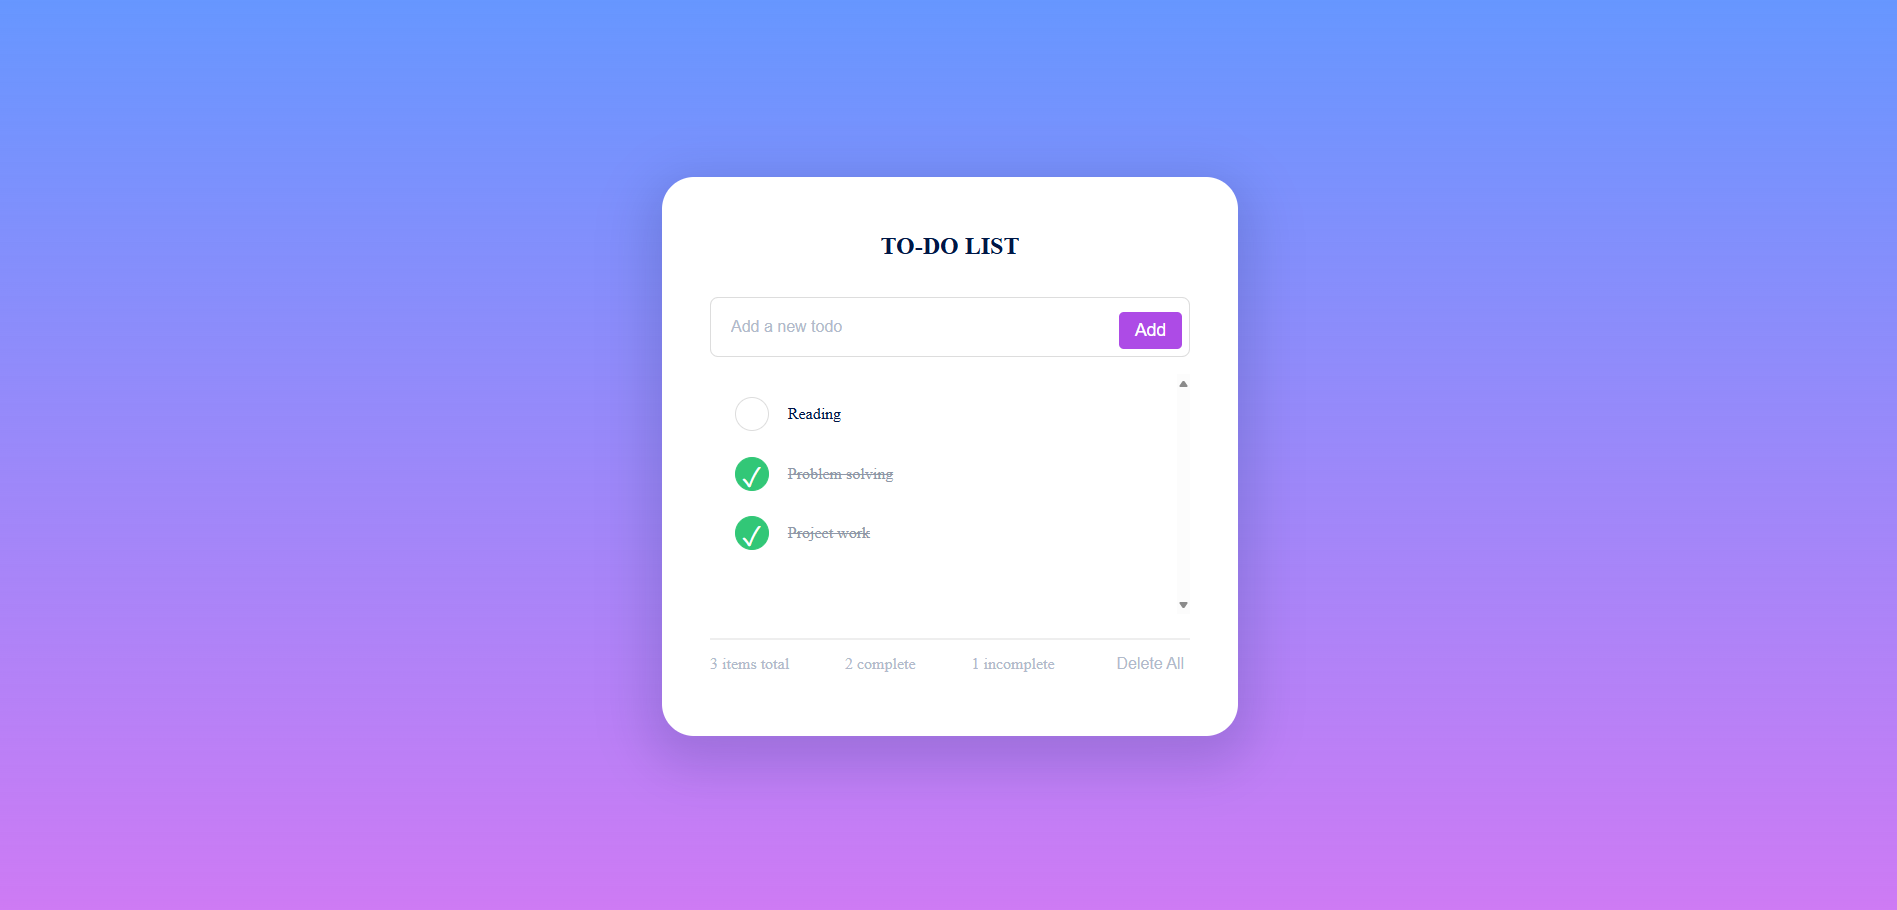 TO-DO LIST
Add a new todo Add
Reading
Problem solving
Project work
3 items total 2 complete 1 incomplete Delete All